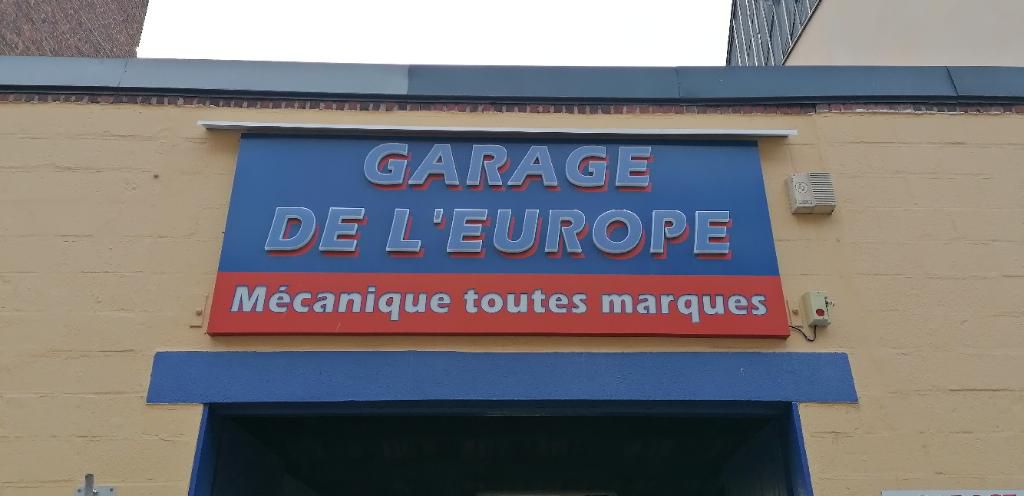 GARAGE
DE L'EUROPE
Mécanique toutes marques